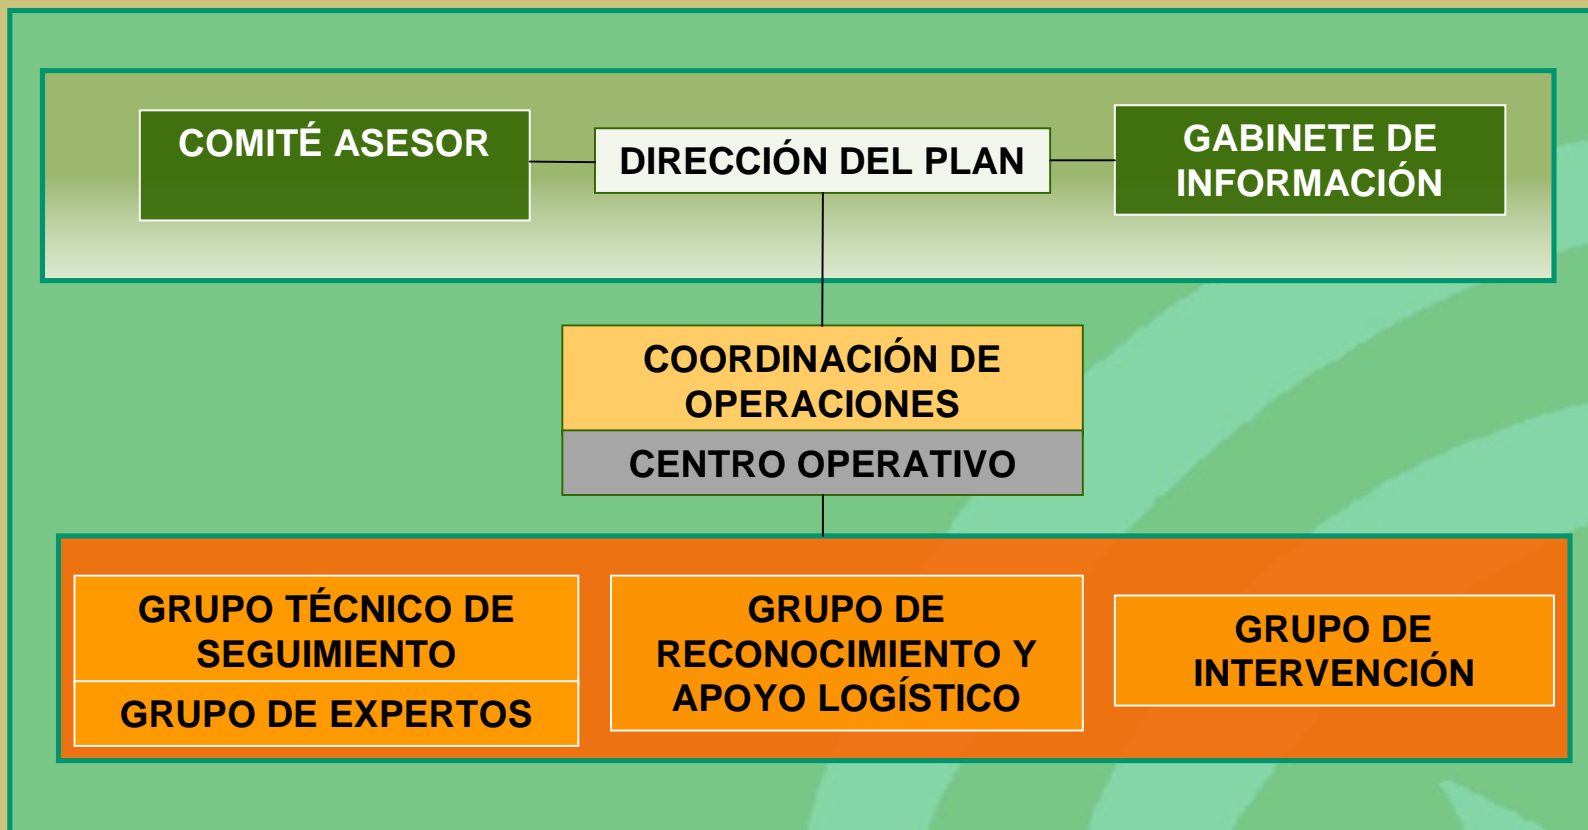 COMITÉ ASESOR
DIRECCIÓN DEL PLAN
GABINETE DE
INFORMACIÓN
COORDINACIÓN DE
OPERACIONES
CENTRO OPERATIVO
GRUPO TÉCNICO DE
SEGUIMIENTO
GRUPO DE EXPERTOS
GRUPO DE
RECONOCIMIENTO Y
APOYO LOGÍSTICO
GRUPO DE
INTERVENCIÓN